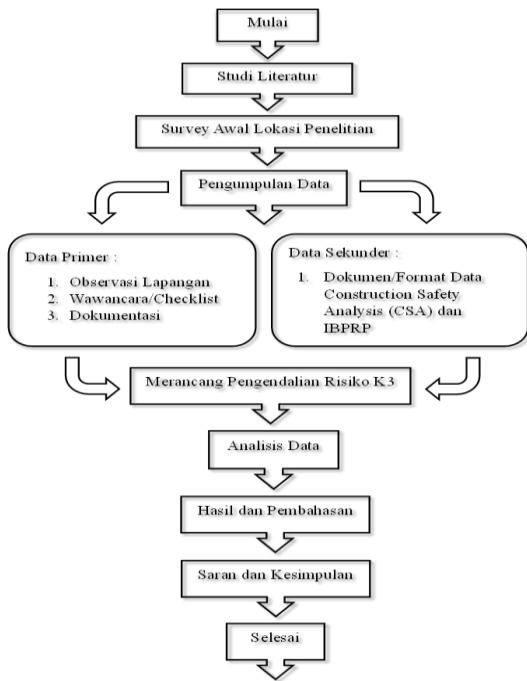 Mulai
Studi Literatur
Survey Awal Lokasi Penelitian
Pengumpulan Data
Data Primer :
1. Observasi Lapangan
2. Wawancara/Checklist
3. Dokumentasi
Data Sekunder :
1. Dokumen/Format Data
Construction Safety
Analysis (CSA) dan
IBPRP
Merancang Pengendalian Risiko K3
Analisis Data
Hasil dan Pembahasan
Saran dan Kesimpulan
Selesai